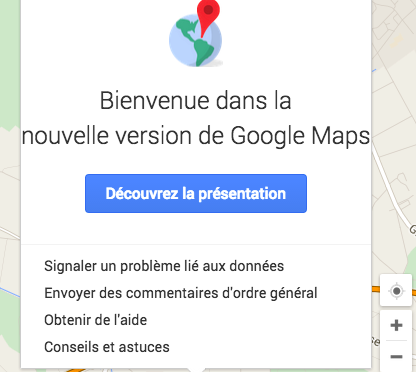 Bienvenue dans la
nouvelle version de Google Maps
Découvrez la présentation
Signaler un problème lié aux données
Envoyer des commentaires d'ordre général
Obtenir de l'aide
Conseils et astuces
+
−